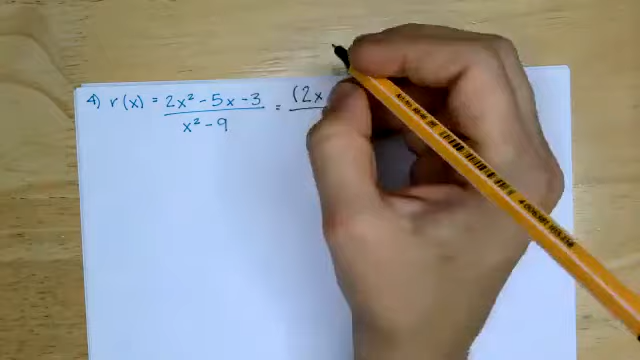 4) r(x) = 2x² - 5x - 3 = (2x
x² - 9